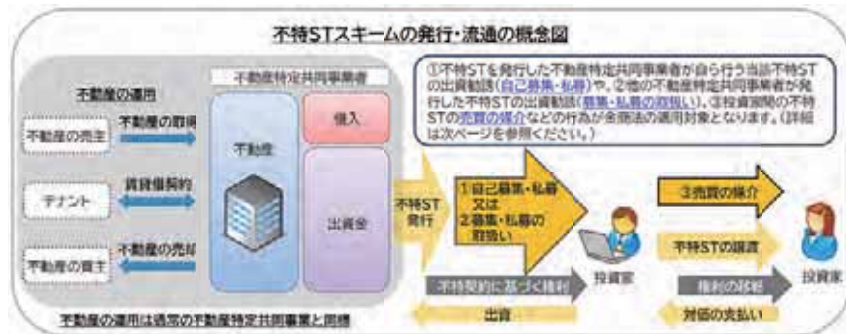 不特STスキームの発行・流通の概念図
不動産の運用
不動産特定共同事業者
不動産の売主
不動産の取得
テナント
賃貸借契約
不動産の買主
不動産の売却
不動産
借入
出資金
不動産の運用は通常の不動産特定共同事業と同様
①不特STを発行した不動産特定共同事業者が自ら行う当該不特ST
の出資勧誘(自己募集・私募)や、②他の不動産特定共同事業者が発
行した不特STの出資勧誘(募集・私募の取扱い)、③投資家間の不特
STの売買の媒介などの行為が金商法の適用対象となります。(詳細
は次ページを参照ください。)
不特ST
発行
1自己募集・私募
又は
2募集・私募の
取扱い
投資家
不特契約に基づく権利
出資
③売買の媒介
不特STの譲渡
権利の移転
対価の支払い
投資家